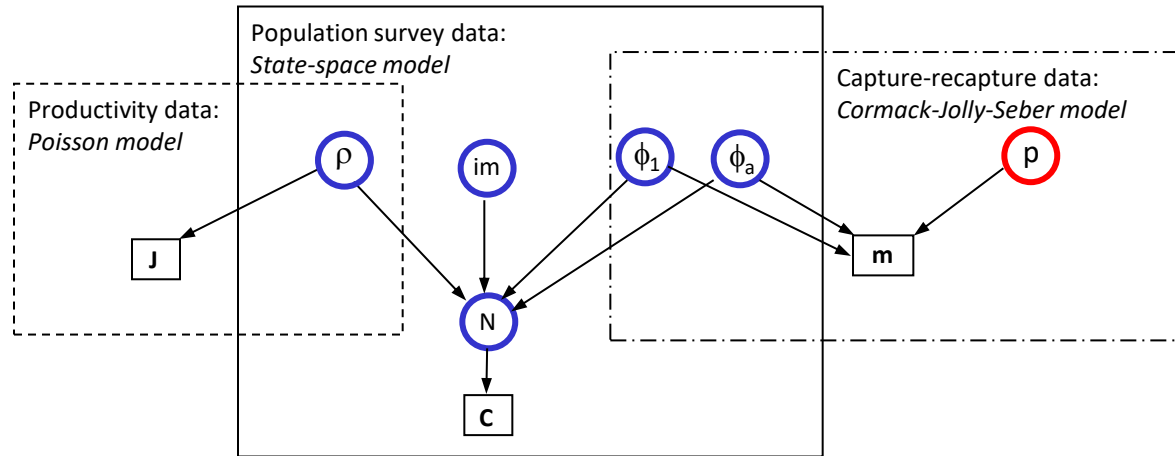 Population survey data:
State-space model
Capture-recapture data:
Cormack-Jolly-Seber model
Productivity data:
Poisson model
ρ
im
ϕ₁
ϕₐ
p
J
m
N
C